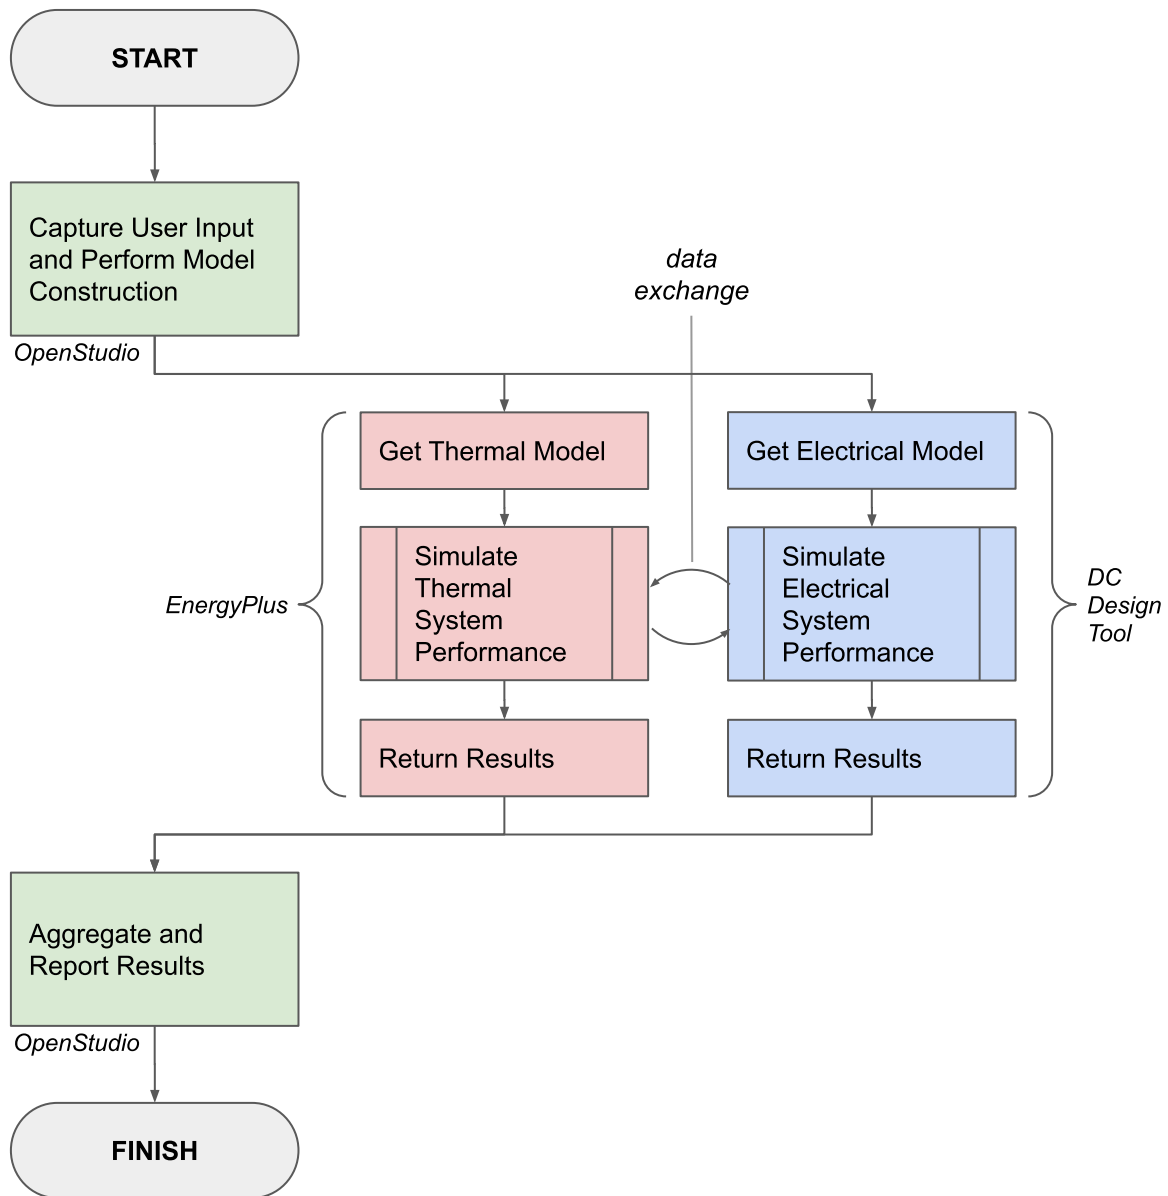 START
Capture User Input
and Perform Model
Construction
OpenStudio
data
exchange
Get Thermal Model
Get Electrical Model
Simulate
Thermal
System
Performance
Simulate
Electrical
System
Performance
EnergyPlus
DC
Design
Tool
Return Results
Return Results
Aggregate and
Report Results
OpenStudio
FINISH